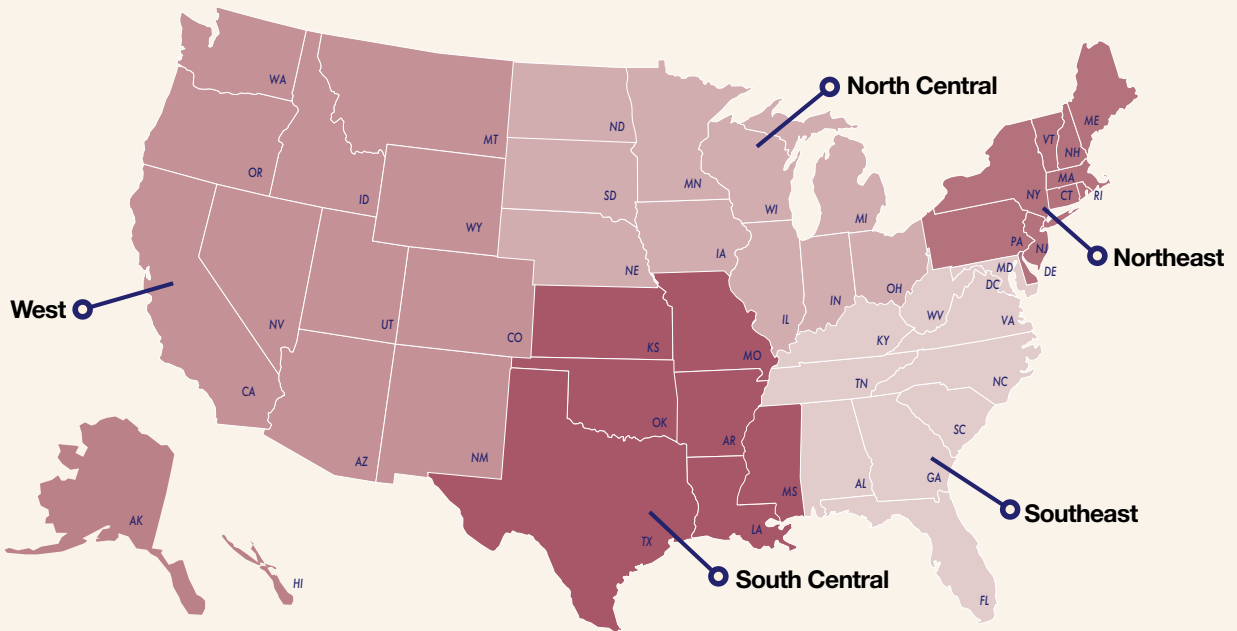 WA
OR
CA
NV
ID
MT
WY
UT
CO
AZ
NM
AK
HI
ND
SD
NE
MN
IA
WI
IL
MI
IN
OH
KS
MO
OK
AR
TX
LA
MS
KY
TN
WV
VA
NC
SC
GA
AL
FL
MD
DC
DE
PA
NJ
NY
CT
RI
MA
VT
NH
ME
North Central
Northeast
West
Southeast
South Central